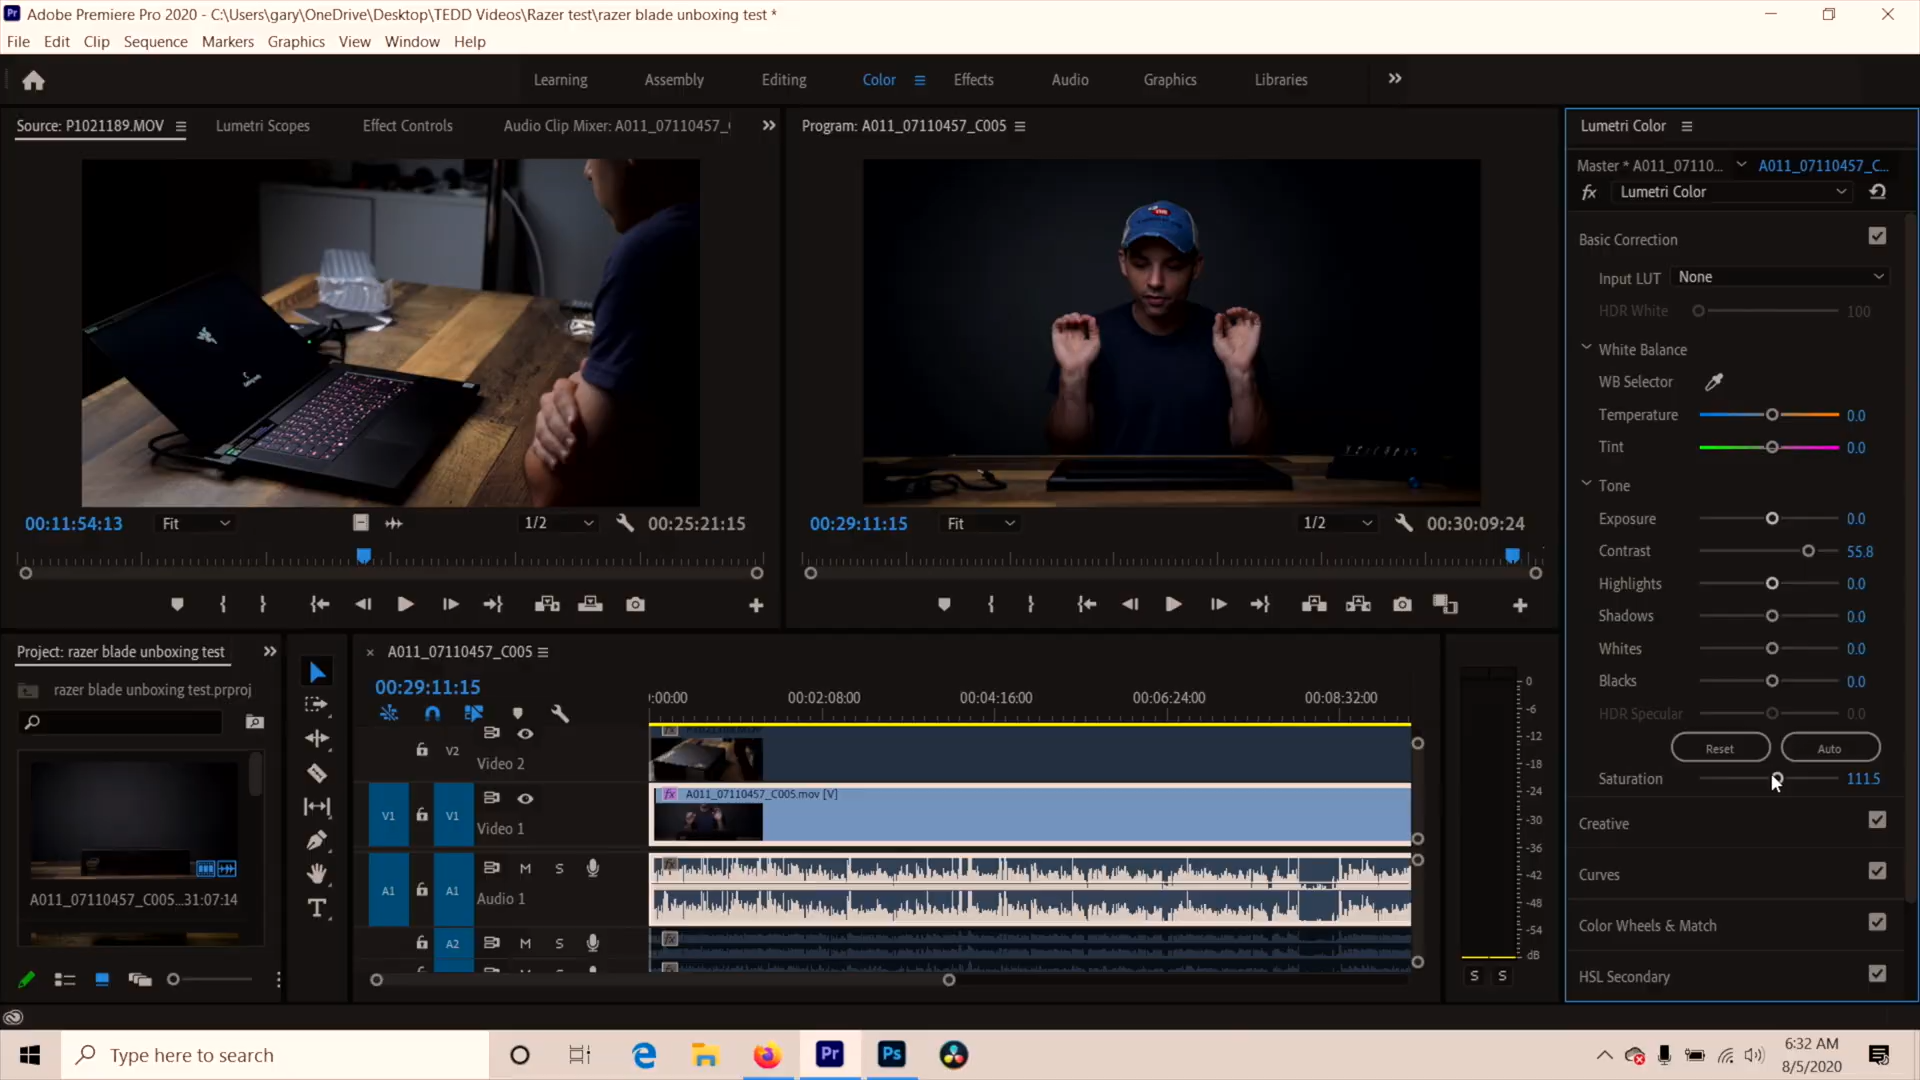 Pr Adobe Premiere Pro 2020 - C:\Users\gary\OneDrive\Desktop\TEDD Videos\Razer test\razer blade unboxing test *
File Edit Clip Sequence Markers Graphics View Window Help
Learning Assembly Editing Color Effects Audio Graphics Libraries
Source: P1021189.MOV Lumetri Scopes Effect Controls Audio Clip Mixer: A011_07110457_
Program: A011_07110457_C005
00:11:54:13 Fit 1/2 00:25:21:15
00:29:11:15 Fit 1/2 00:30:09:24
Lumetri Color
Master * A011_07110... A011_07110457_C...
fx Lumetri Color
Basic Correction
Input LUT None
HDR White 100
White Balance
WB Selector
Temperature 0.0
Tint 0.0
Tone
Exposure 0.0
Contrast 55.8
Highlights 0.0
Shadows 0.0
Whites 0.0
Blacks 0.0
HDR Specular 0.0
Reset Auto
Saturation 111.5
Creative
Curves
Color Wheels & Match
HSL Secondary
Project: razer blade unboxing test
razer blade unboxing test.prproj
A011_07110457_C005... 31:07:14
T
× A011_07110457_C005
00:29:11:15
:00:00 00:02:08:00 00:04:16:00 00:06:24:00 00:08:32:00
V2 Video 2
fx A011_07110457_C005.mov [V]
V1 V1 Video 1
M S
A1 A1 Audio 1
A2 M S
0
-6
-12
-18
-24
-30
-36
-42
-48
-54
dB
S S
Type here to search
Pr Ps
6:32 AM
8/5/2020